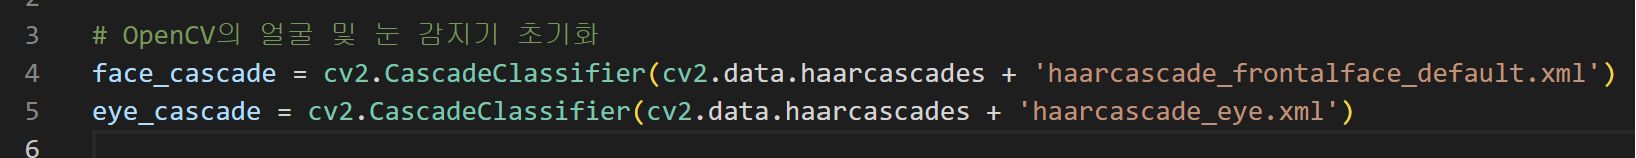 3 # OpenCV의 얼굴 및 눈 감지기 초기화
4 face_cascade = cv2.CascadeClassifier(cv2.data.haarcascades + 'haarcascade_frontalface_default.xml')
5 eye_cascade = cv2.CascadeClassifier(cv2.data.haarcascades + 'haarcascade_eye.xml')
6